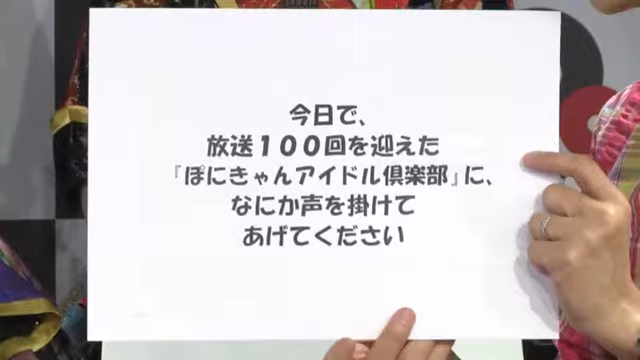 今日で、
放送１００回を迎えた
『ぽにきゃんアイドル倶楽部』に、
なにか声を掛けて
あげてください